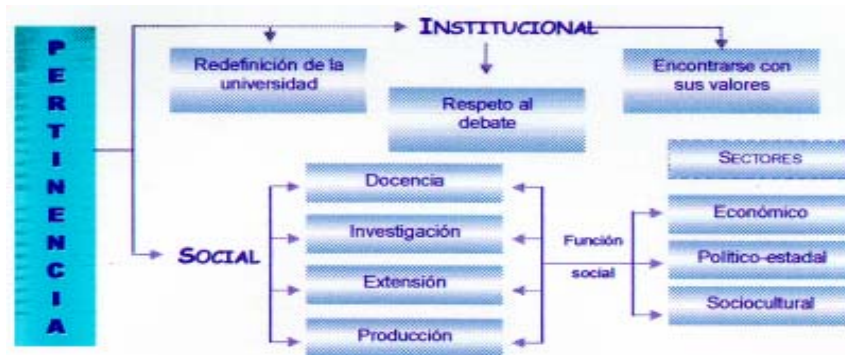 PERTINENCIA
INSTITUCIONAL
Redefinición de la
universidad
Respeto al
debate
Encontrarse con
sus valores
SOCIAL
Docencia
Investigación
Extensión
Producción
Función
social
SECTORES
Económico
Político-estadal
Sociocultural